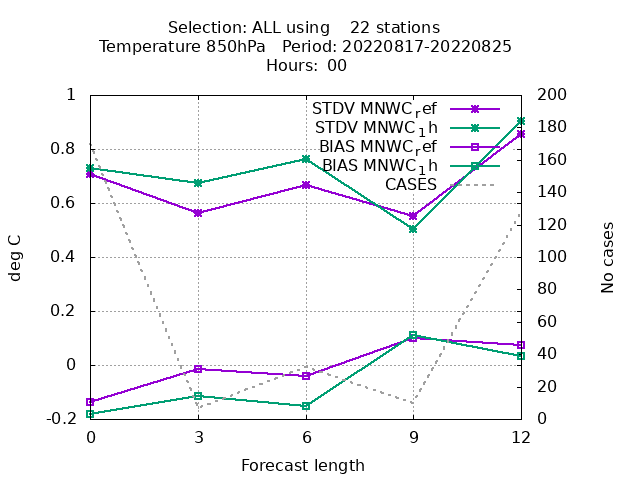 Selection: ALL using    22 stations
Temperature 850hPa   Period: 20220817-20220825
Hours: 00
STDV MNWC_ref
STDV MNWC_1h
BIAS MNWC_ref
BIAS MNWC_1h
CASES
1
0.8
0.6
0.4
0.2
0
-0.2
deg C
200
180
160
140
120
100
80
60
40
20
0
No cases
0 3 6 9 12
Forecast length